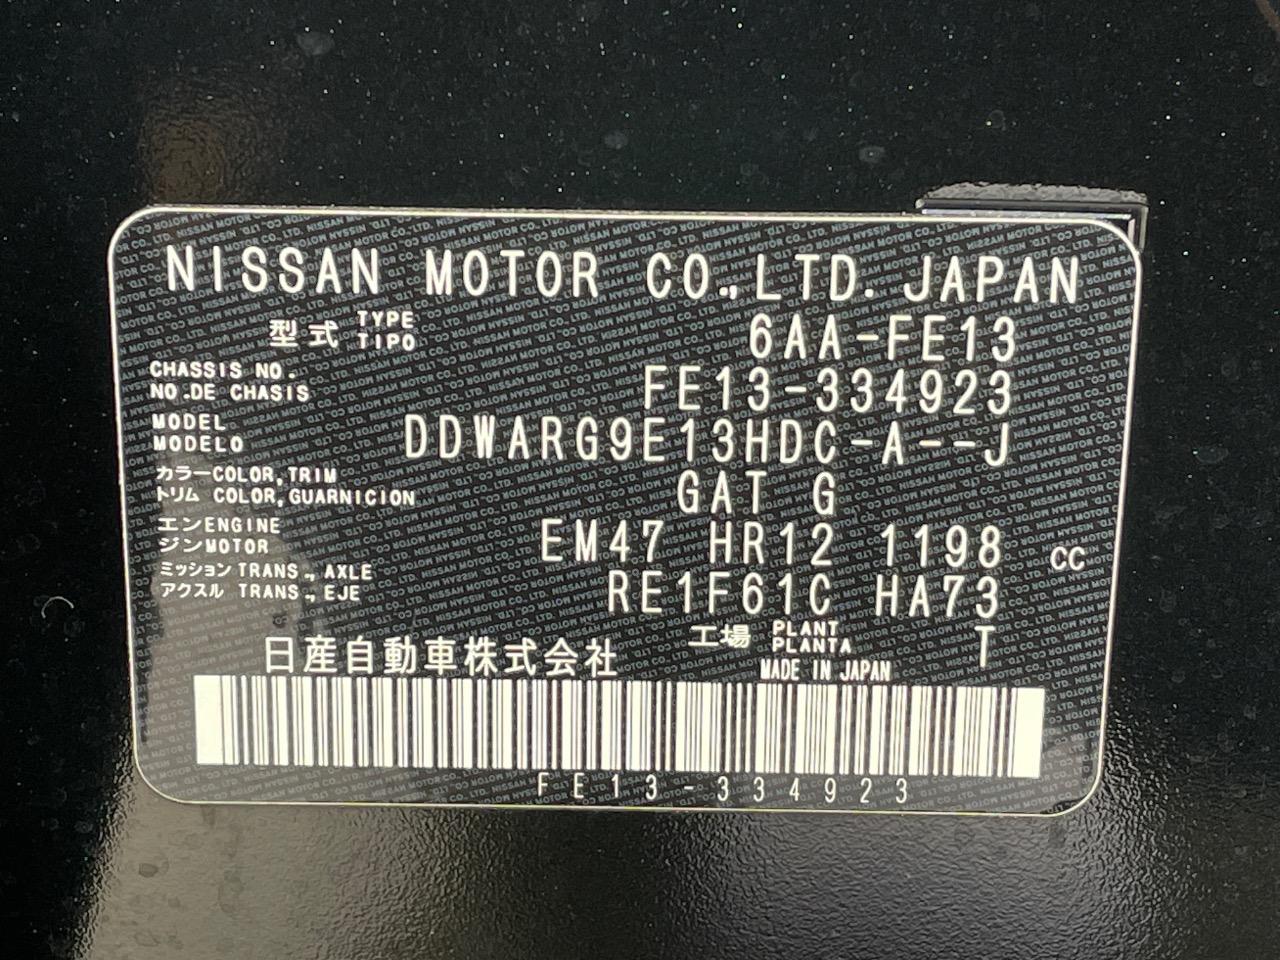 NISSAN MOTOR CO.,LTD. JAPAN
型式 TYPE TIPO 6AA-FE13
CHASSIS NO. NO.DE CHASIS FE13-334923
MODEL MODELO DDWARG9E13HDC-A--J
カラー COLOR,TRIM トリム COLOR,GUARNICION GAT G
エンジン ENGINE MOTOR EM47 HR12 1198 CC
ミッション TRANS., AXLE アクスル TRANS., EJE RE1F61C HA73
工場 PLANT PLANTA T
日産自動車株式会社 MADE IN JAPAN
FE13-334923